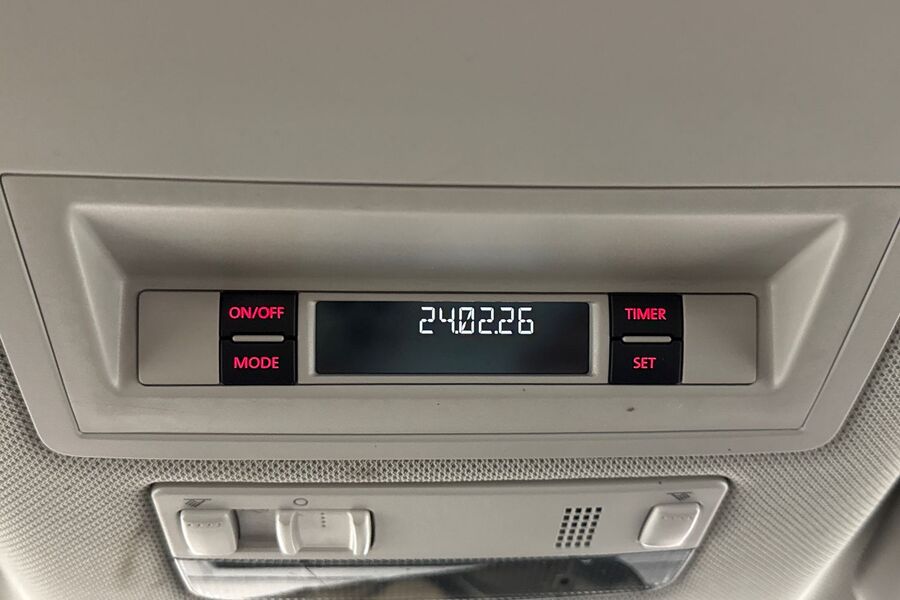 ON/OFF
24.02.26
TIMER
MODE
SET